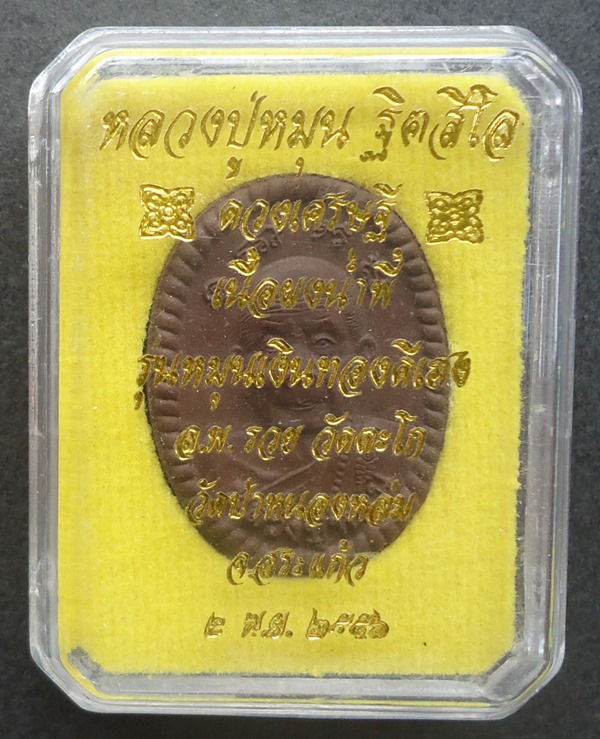 หลวงปู่หมุน ฐิตสีโล
ดวงเศรษฐี
เนื้อผงน้ำพี้
รุ่นหมุนเงินทองดีเอง
อ.ม. รวย วัดตะโก
วัดป่าหนองหล่ม
จ.สระแก้ว
๒ พ.ย. ๒๕๕๖